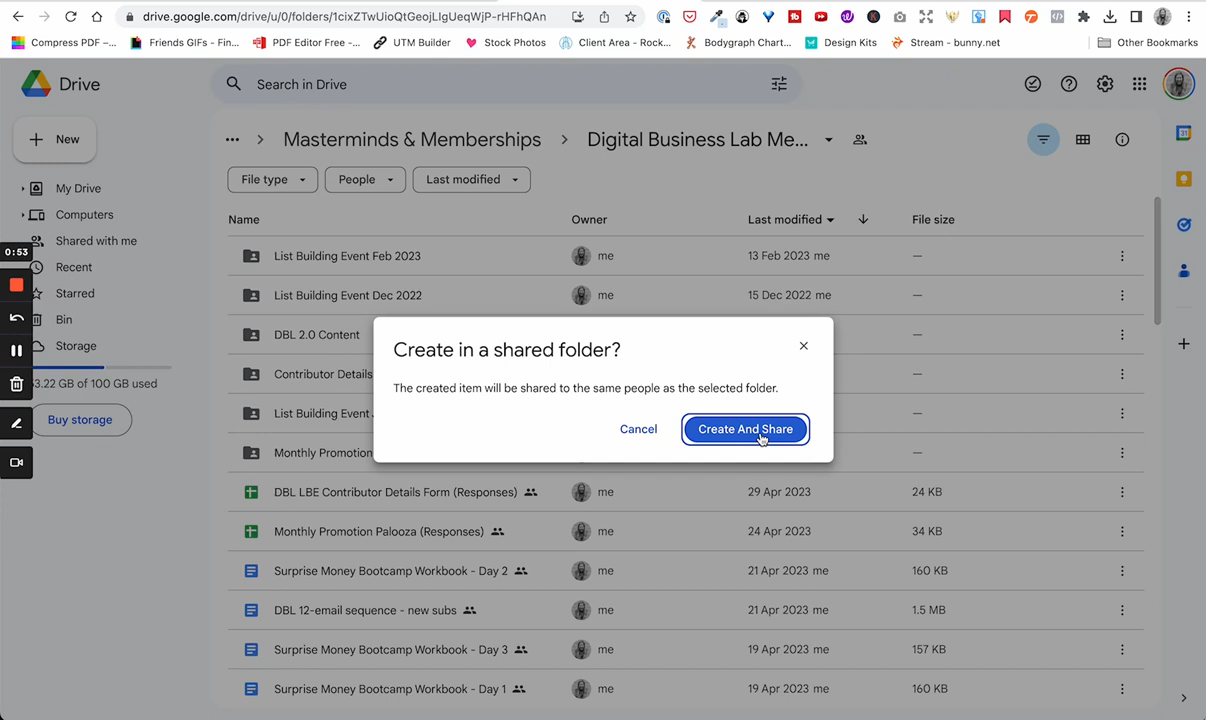 drive.google.com/drive/u/0/folders/1cixZTwUioQtGeojLIgUeqWjP-rHFhQAn
Compress PDF –...
Friends GIFs - Fin...
PDF Editor Free -...
UTM Builder
Stock Photos
Client Area - Rock...
Bodygraph Chart...
Design Kits
Stream - bunny.net
Other Bookmarks
Drive
Search in Drive
New
... > Masterminds & Memberships > Digital Business Lab Me...
File type
People
Last modified
My Drive
Computers
Shared with me
Recent
Starred
Bin
Storage
3.22 GB of 100 GB used
Buy storage
0:53
Name Owner Last modified File size
List Building Event Feb 2023 me 13 Feb 2023 me —
List Building Event Dec 2022 me 15 Dec 2022 me —
DBL 2.0 Content —
Contributor Details —
List Building Event —
Monthly Promotion —
Create in a shared folder?
The created item will be shared to the same people as the selected folder.
Cancel
Create And Share
DBL LBE Contributor Details Form (Responses) me 29 Apr 2023 24 KB
Monthly Promotion Palooza (Responses) me 24 Apr 2023 34 KB
Surprise Money Bootcamp Workbook - Day 2 me 21 Apr 2023 me 160 KB
DBL 12-email sequence - new subs me 21 Apr 2023 me 1.5 MB
Surprise Money Bootcamp Workbook - Day 3 me 19 Apr 2023 me 157 KB
Surprise Money Bootcamp Workbook - Day 1 me 19 Apr 2023 me 160 KB